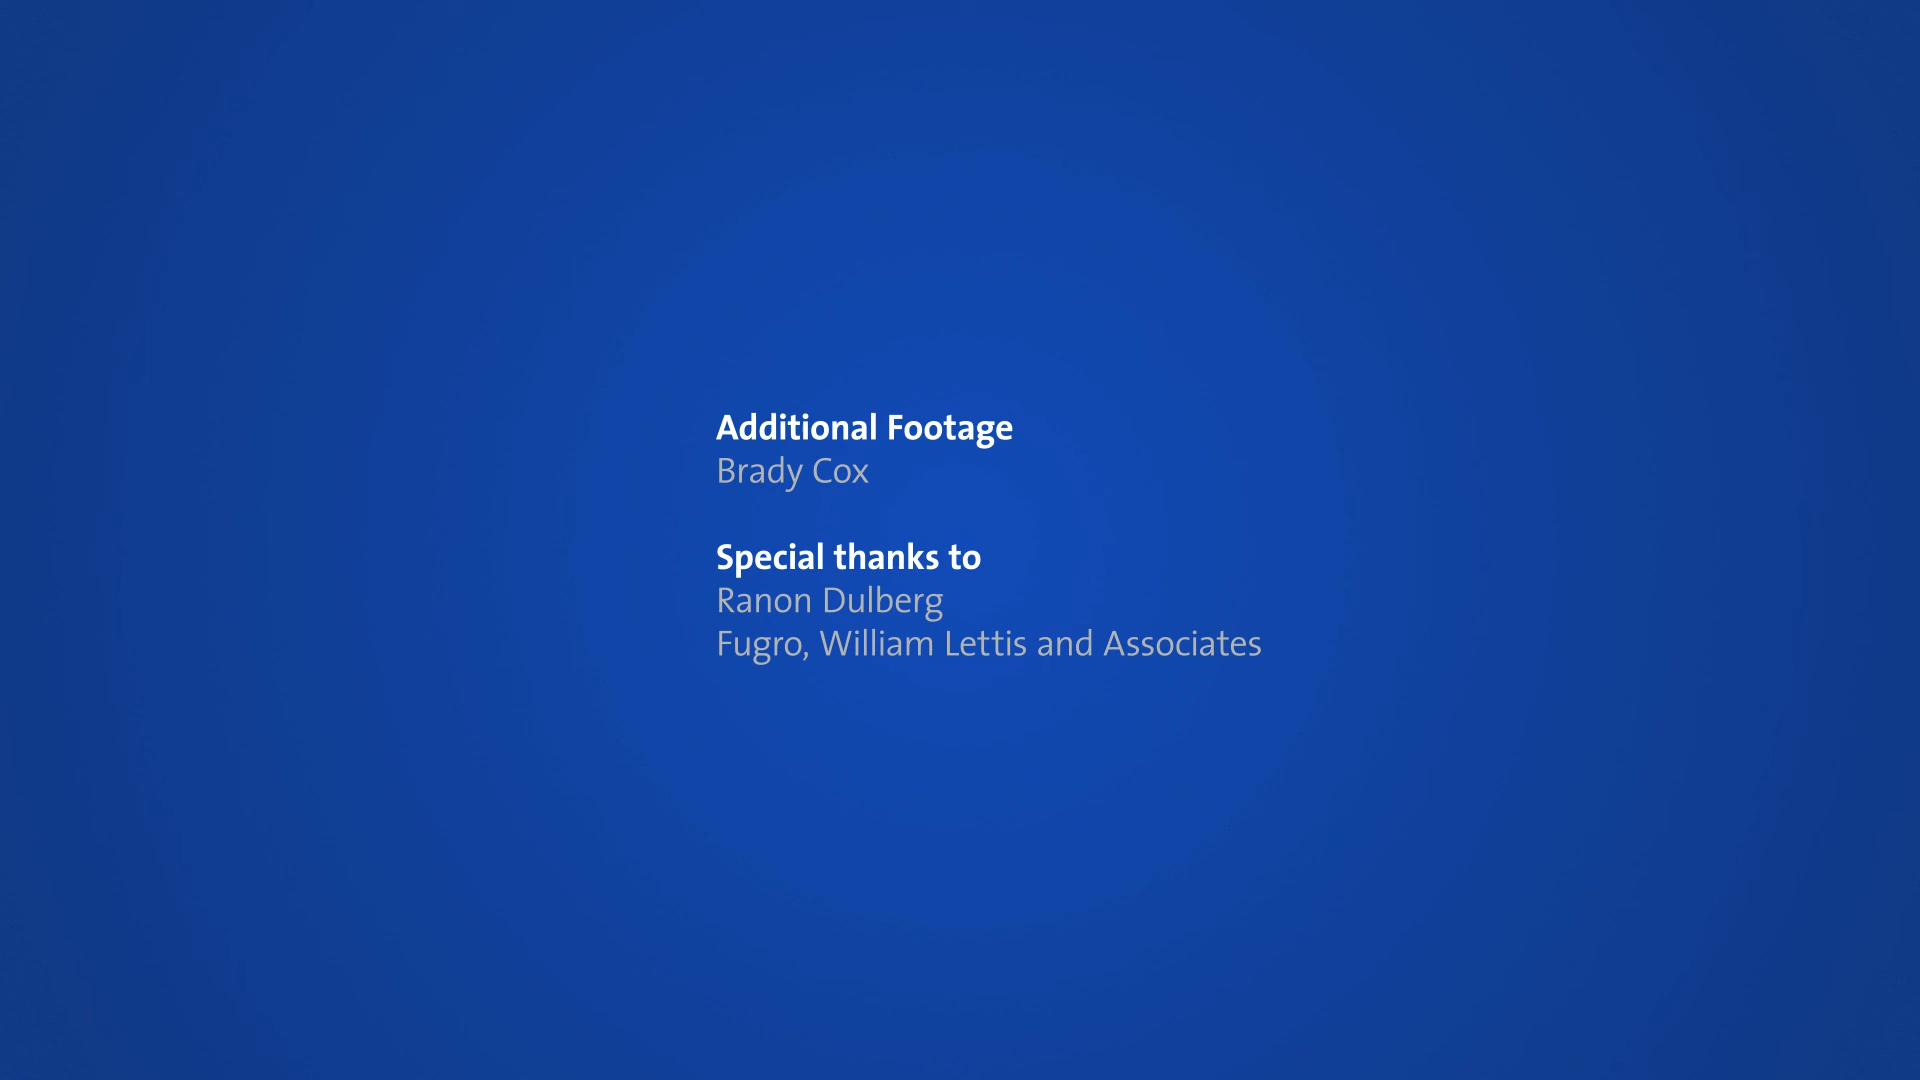 Additional Footage
Brady Cox
Special thanks to
Ranon Dulberg
Fugro, William Lettis and Associates